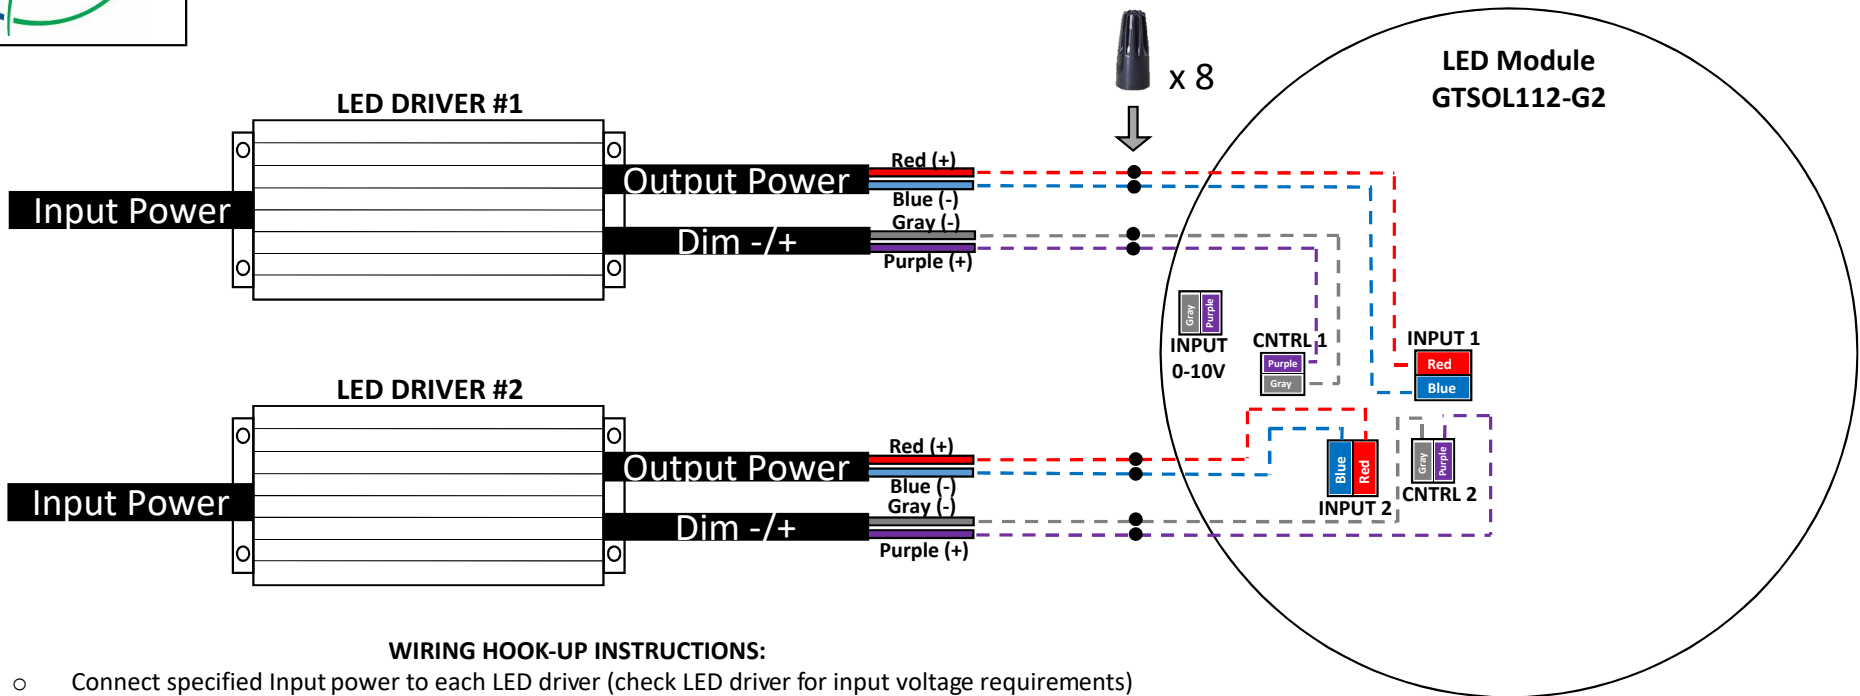 x 8
LED Module
GTSOL112-G2
LED DRIVER #1
Input Power
Output Power
Dim -/+
Red (+)
Blue (-)
Gray (-)
Purple (+)
Gray
Purple
INPUT
0-10V
CNTRL 1
Purple
Gray
INPUT 1
Red
Blue
LED DRIVER #2
Input Power
Output Power
Dim -/+
Red (+)
Blue (-)
Gray (-)
Purple (+)
Blue
Red
INPUT 2
Gray
Purple
CNTRL 2
WIRING HOOK-UP INSTRUCTIONS:
○ Connect specified Input power to each LED driver (check LED driver for input voltage requirements)